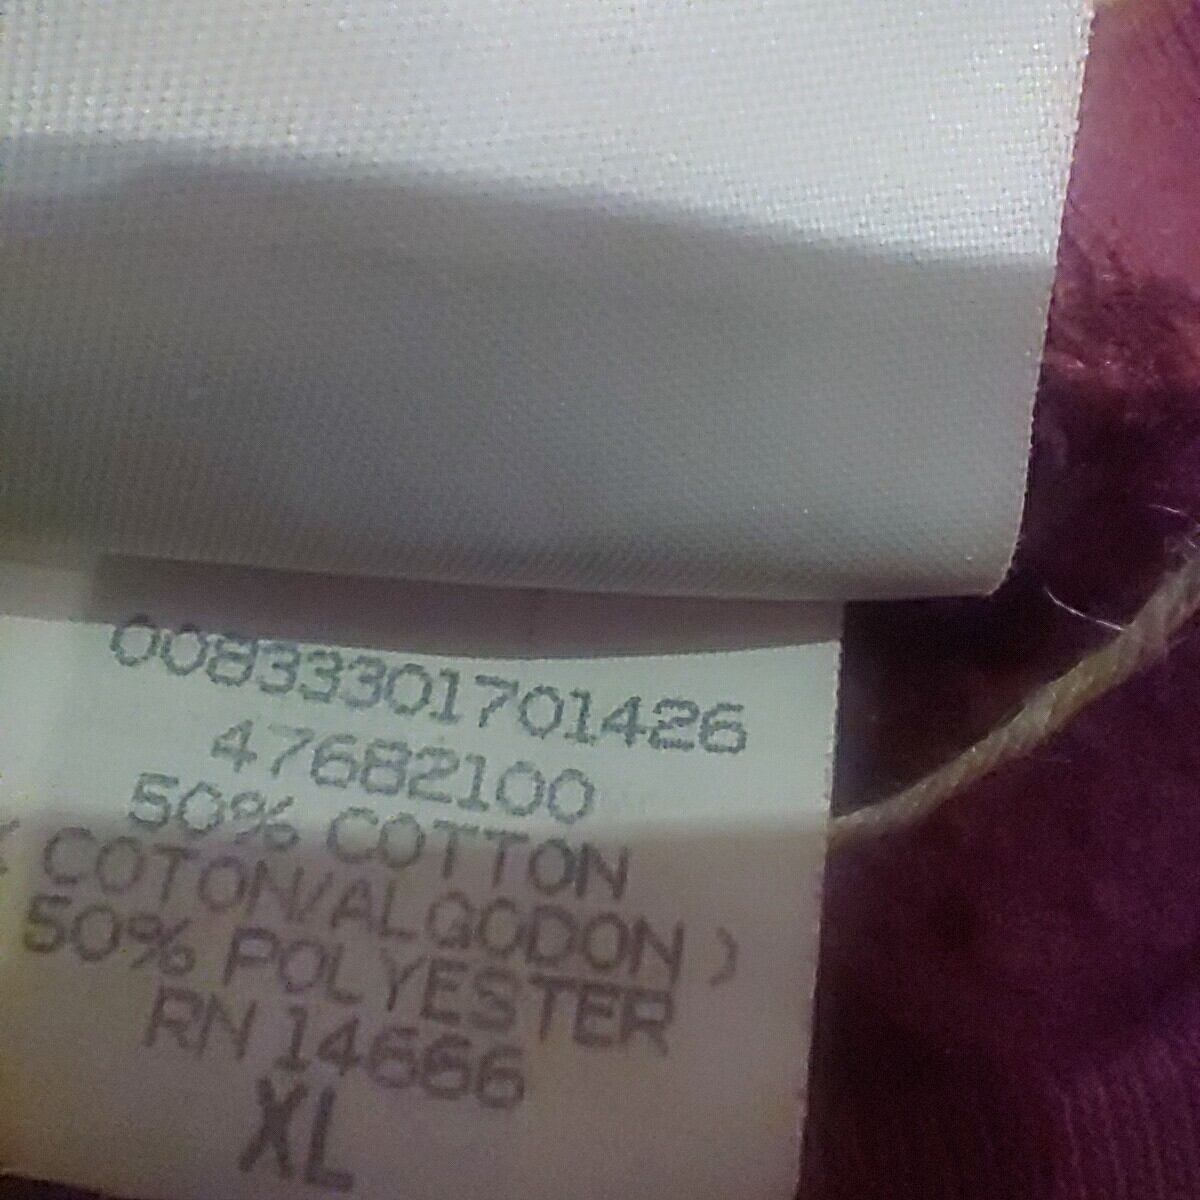 00833301701426
47682100
50% COTTON
( COTON/ALGODON )
50% POLYESTER
RN 14666
XL